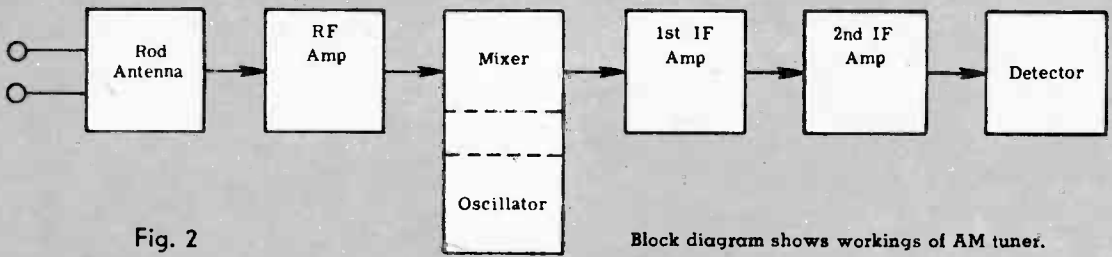 Rod
Antenna
RF
Amp
Mixer
Oscillator
1st IF
Amp
2nd IF
Amp
Detector
Fig. 2
Block diagram shows workings of AM tuner.